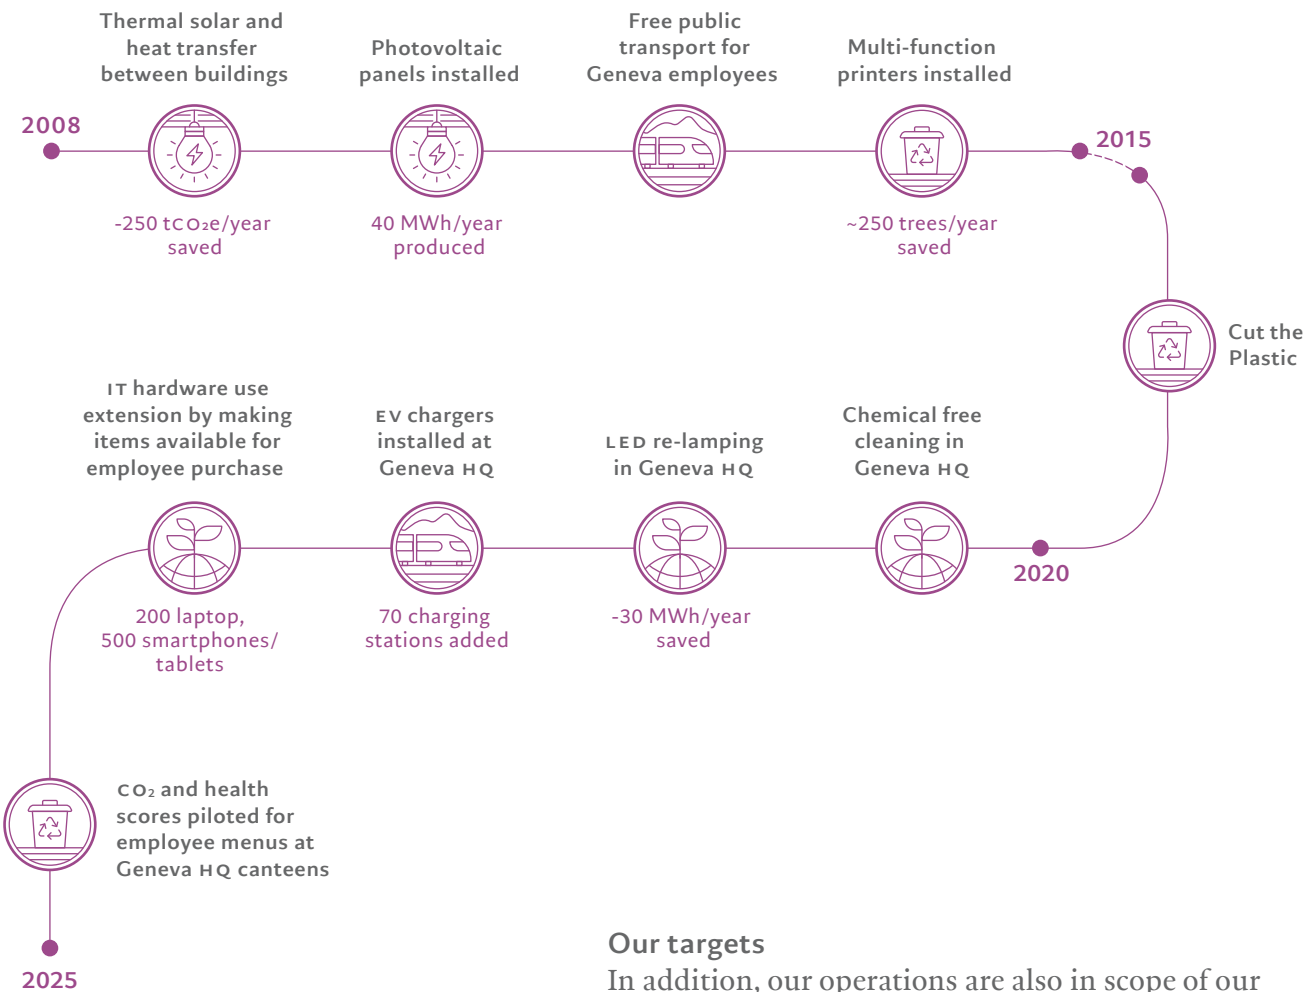 2008
Thermal solar and
heat transfer
between buildings
-250 tCO₂e/year
saved
Photovoltaic
panels installed
40 MWh/year
produced
Free public
transport for
Geneva employees
Multi-function
printers installed
~250 trees/year
saved
2015
Cut the
Plastic
2020
Chemical free
cleaning in
Geneva HQ
LED re-lamping
in Geneva HQ
-30 MWh/year
saved
EV chargers
installed at
Geneva HQ
70 charging
stations added
IT hardware use
extension by making
items available for
employee purchase
200 laptop,
500 smartphones/
tablets
CO₂ and health
scores piloted for
employee menus at
Geneva HQ canteens
2025
Our targets
In addition, our operations are also in scope of our